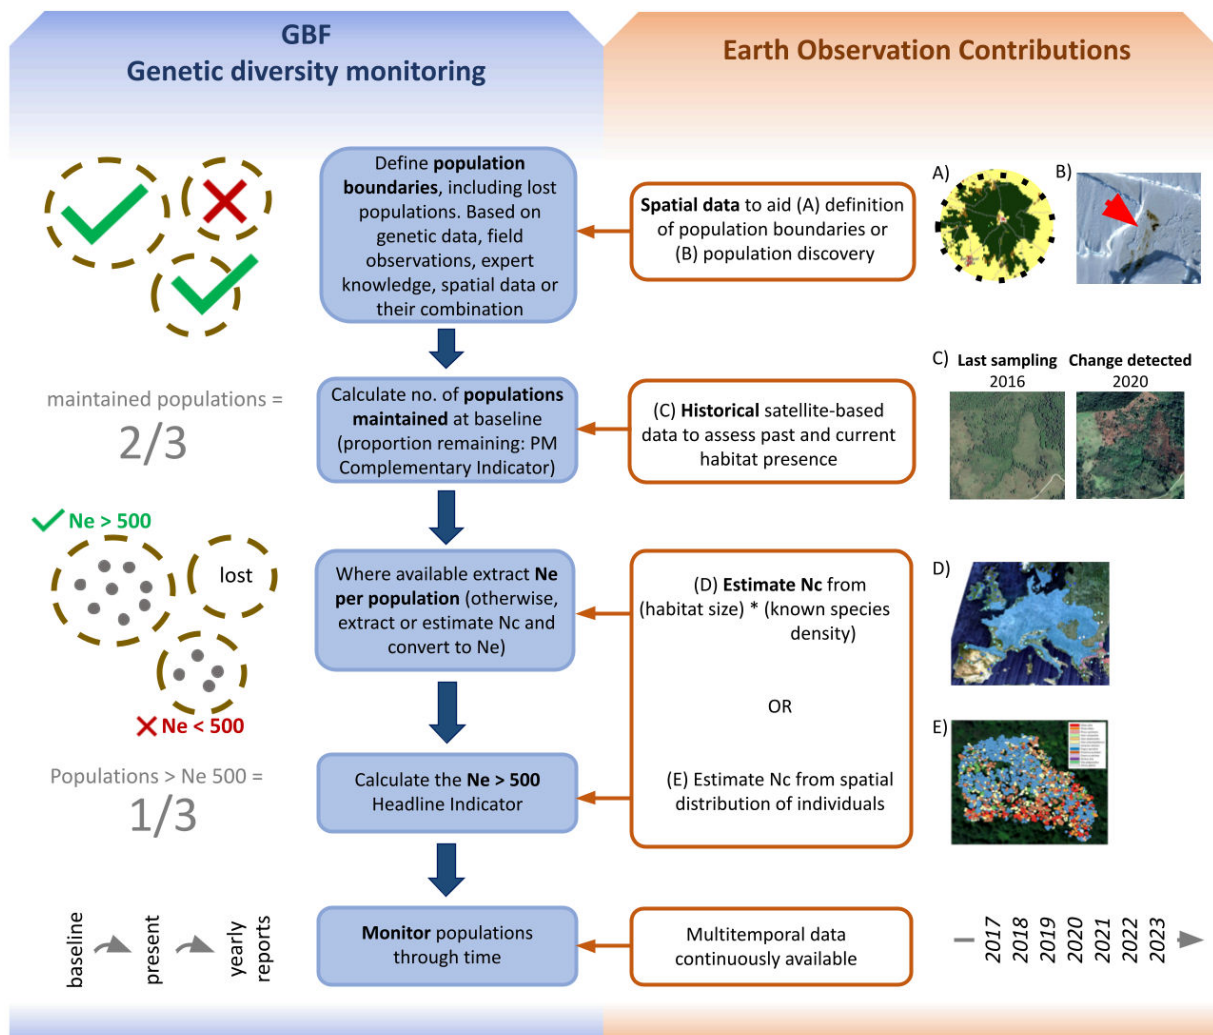 GBF
Genetic diversity monitoring
Earth Observation Contributions
Define population
boundaries, including lost
populations. Based on
genetic data, field
observations, expert
knowledge, spatial data or
their combination
Spatial data to aid (A) definition
of population boundaries or
(B) population discovery
A)
B)
maintained populations =
2/3
Calculate no. of populations
maintained at baseline
(proportion remaining: PM
Complementary Indicator)
(C) Historical satellite-based
data to assess past and current
habitat presence
C) Last sampling
2016
Change detected
2020
Ne > 500
lost
Ne < 500
Where available extract Ne
per population (otherwise,
extract or estimate Nc and
convert to Ne)
(D) Estimate Nc from
(habitat size) * (known species
density)
OR
(E) Estimate Nc from spatial
distribution of individuals
D)
E)
Populations > Ne 500 =
1/3
Calculate the Ne > 500
Headline Indicator
baseline
present
yearly
reports
Monitor populations
through time
Multitemporal data
continuously available
2017
2018
2019
2020
2021
2022
2023